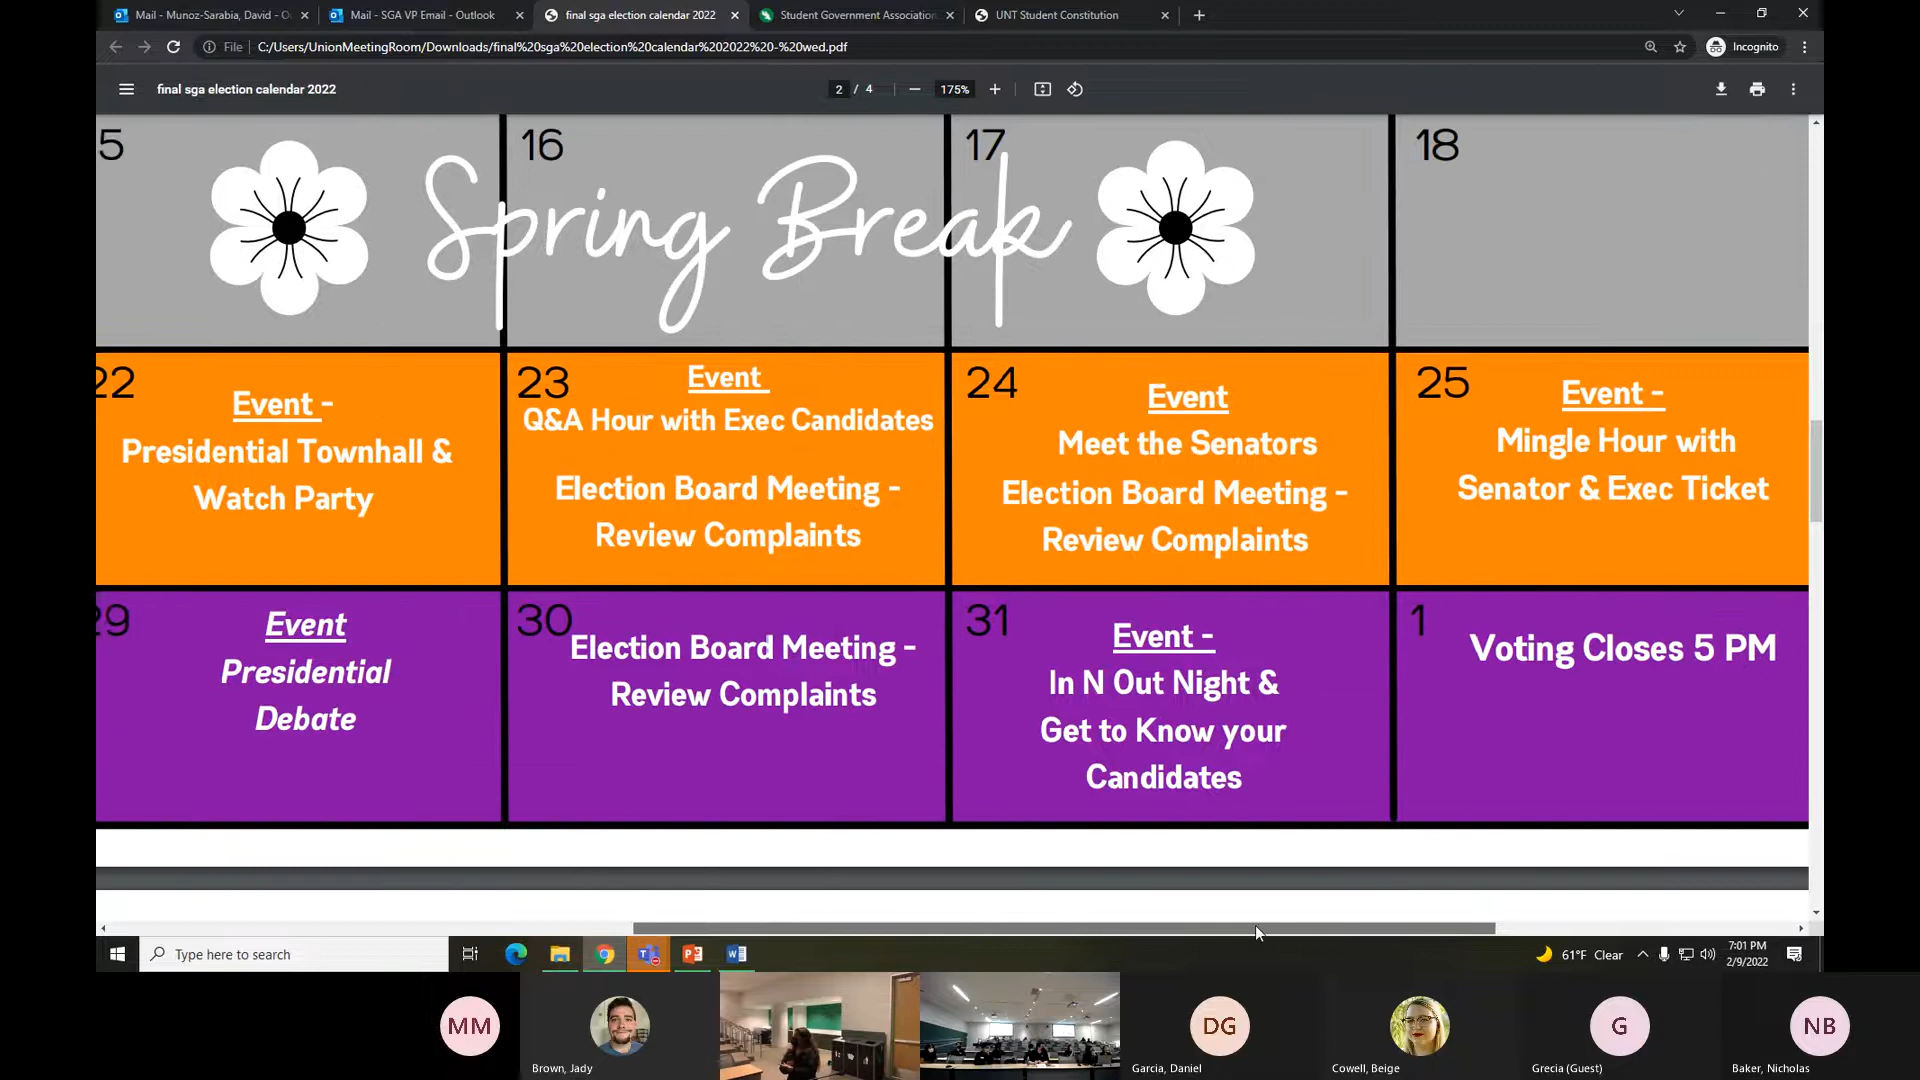 Mail - Munoz-Sarabia, David - O
Mail - SGA VP Email - Outlook
final sga election calendar 2022
Student Government Association
UNT Student Constitution
File
C:/Users/UnionMeetingRoom/Downloads/final%20sga%20election%20calendar%202022%20-%20wed.pdf
Incognito
final sga election calendar 2022
2 / 4
175%
5
16
17
18
Spring Break
22
Event -
Presidential Townhall &
Watch Party
23
Event
Q&A Hour with Exec Candidates
Election Board Meeting -
Review Complaints
24
Event
Meet the Senators
Election Board Meeting -
Review Complaints
25
Event -
Mingle Hour with
Senator & Exec Ticket
29
Event
Presidential
Debate
30
Election Board Meeting -
Review Complaints
31
Event -
In N Out Night &
Get to Know your
Candidates
1
Voting Closes 5 PM
Type here to search
61°F Clear
7:01 PM
2/9/2022
MM
Brown, Jady
DG
Garcia, Daniel
Cowell, Beige
G
Grecia (Guest)
NB
Baker, Nicholas